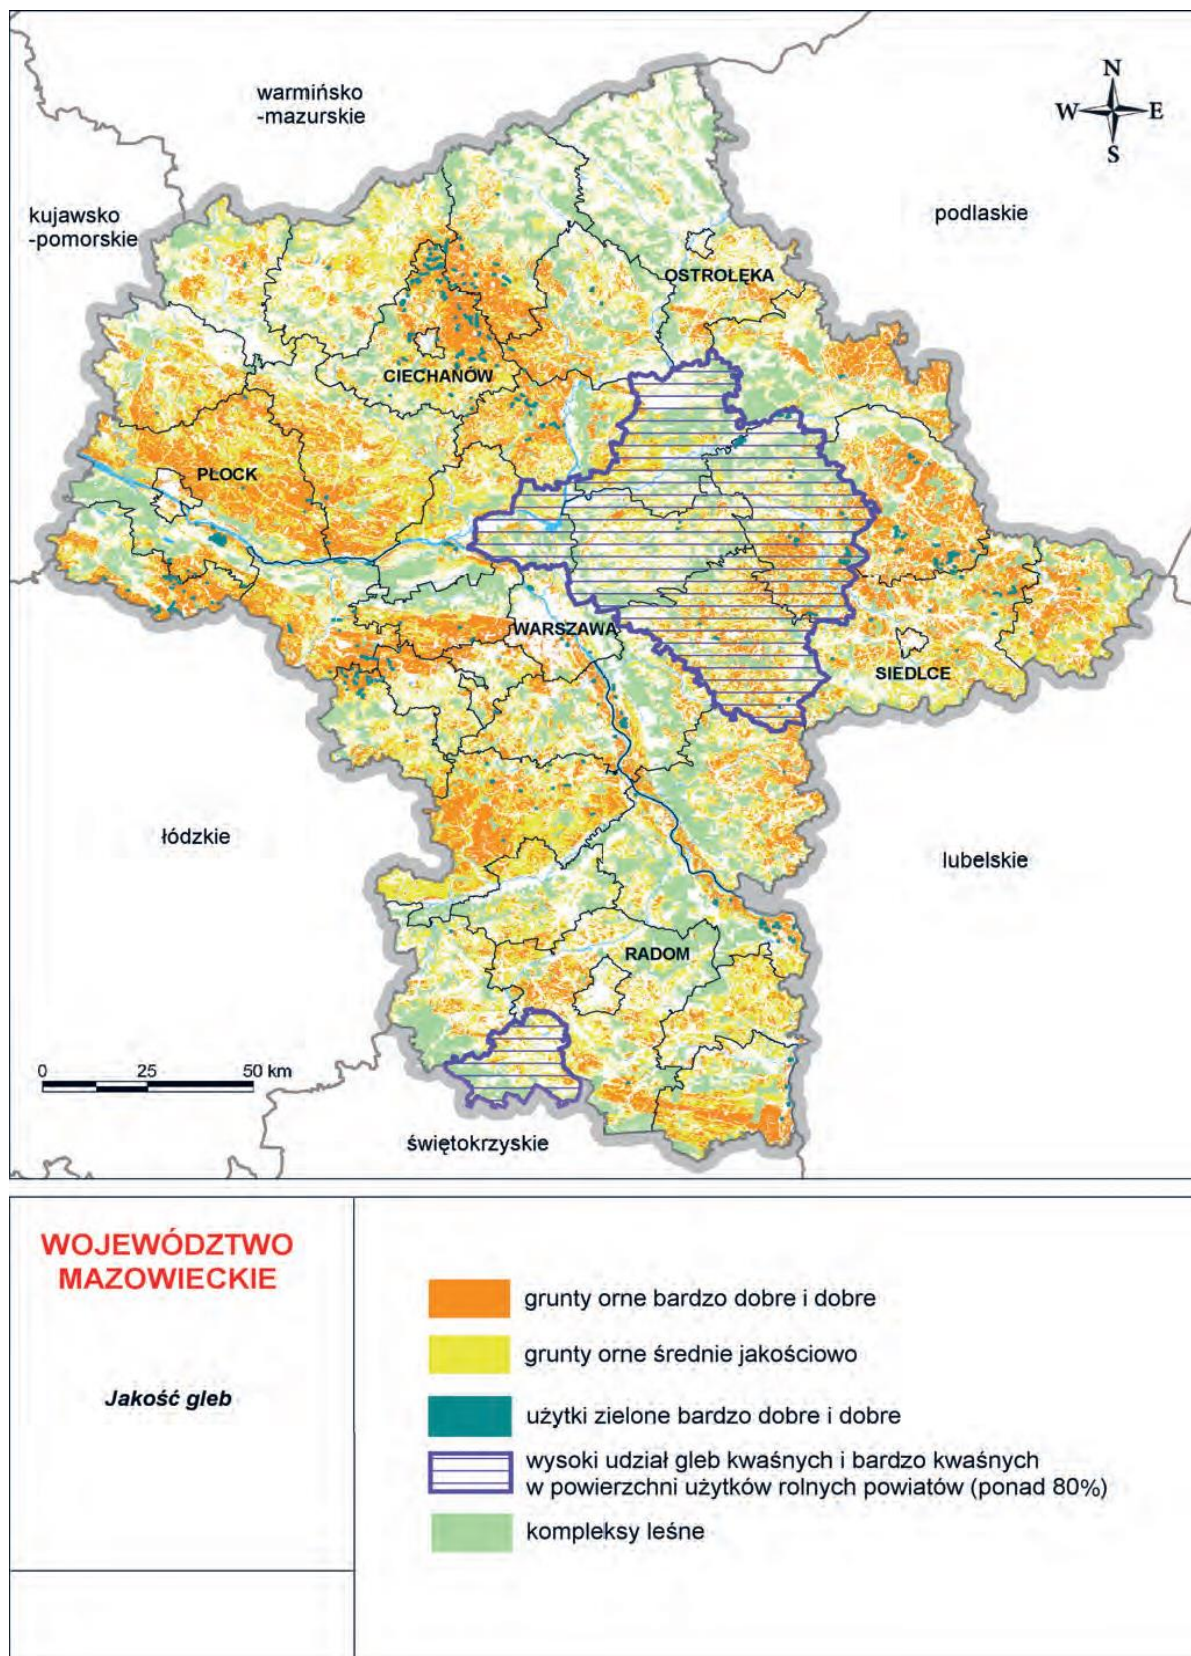 warmińsko
-mazurskie
N
W
E
S
kujawsko
-pomorskie
podlaskie
OSTROŁĘKA
CIECHANÓW
PŁOCK
WARSZAWA
SIEDLCE
łódzkie
lubelskie
RADOM
0 25 50 km
świętokrzyskie
WOJEWÓDZTWO
MAZOWIECKIE
Jakość gleb
grunty orne bardzo dobre i dobre
grunty orne średnie jakościowo
użytki zielone bardzo dobre i dobre
wysoki udział gleb kwaśnych i bardzo kwaśnych
w powierzchni użytków rolnych powiatów (ponad 80%)
kompleksy leśne